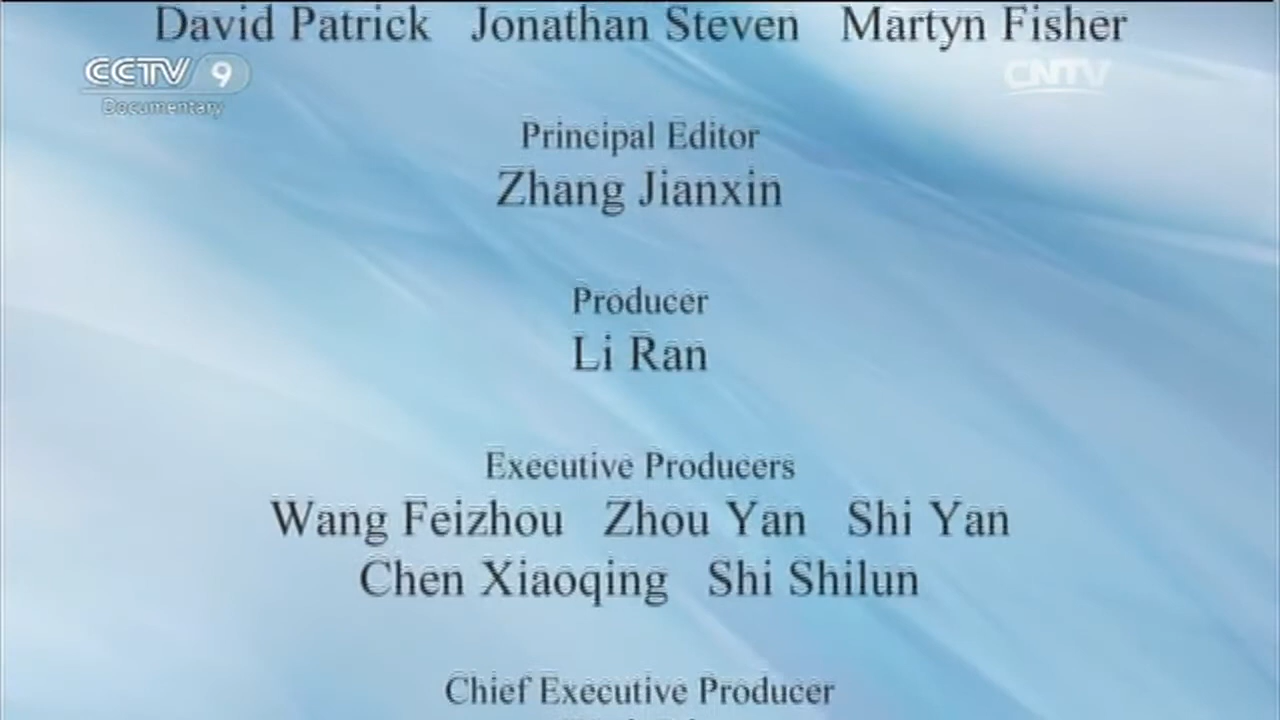 David Patrick Jonathan Steven Martyn Fisher
CCTV 9
CNTV
Documentary
Principal Editor
Zhang Jianxin
Producer
Li Ran
Executive Producers
Wang Feizhou Zhou Yan Shi Yan
Chen Xiaoqing Shi Shilun
Chief Executive Producer